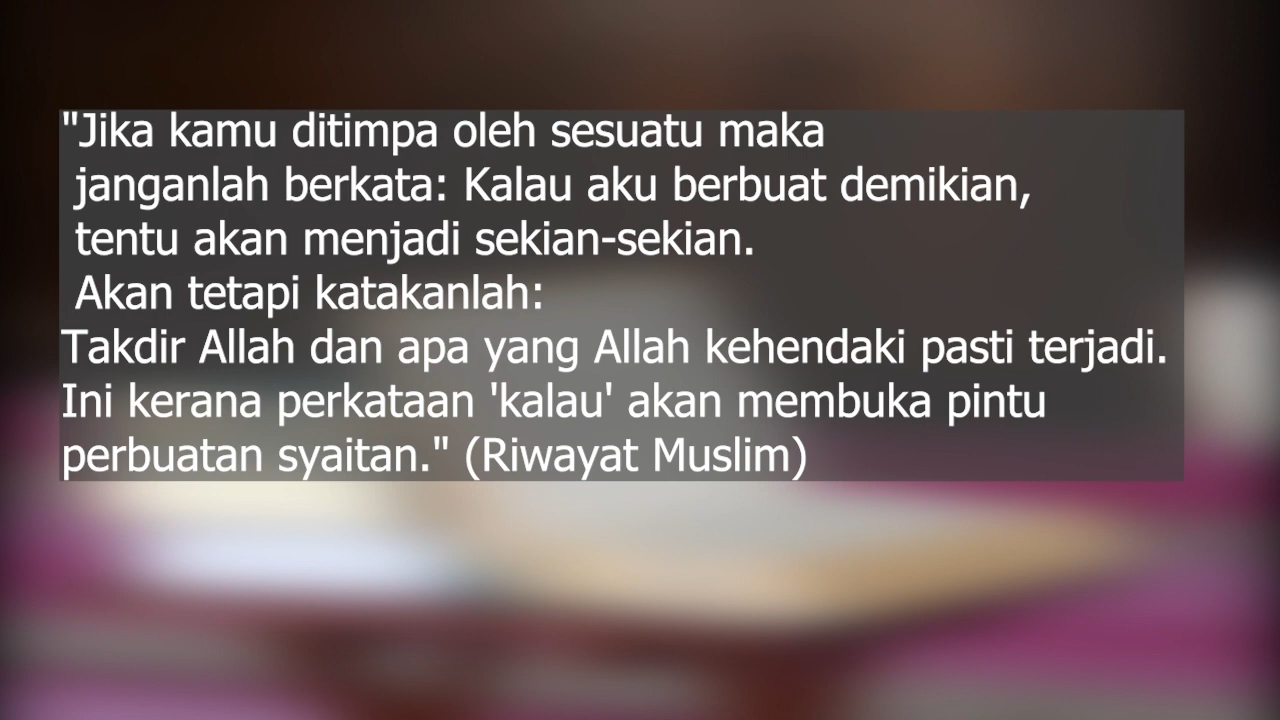 "Jika kamu ditimpa oleh sesuatu maka
janganlah berkata: Kalau aku berbuat demikian,
tentu akan menjadi sekian-sekian.
Akan tetapi katakanlah:
Takdir Allah dan apa yang Allah kehendaki pasti terjadi.
Ini kerana perkataan 'kalau' akan membuka pintu
perbuatan syaitan." (Riwayat Muslim)